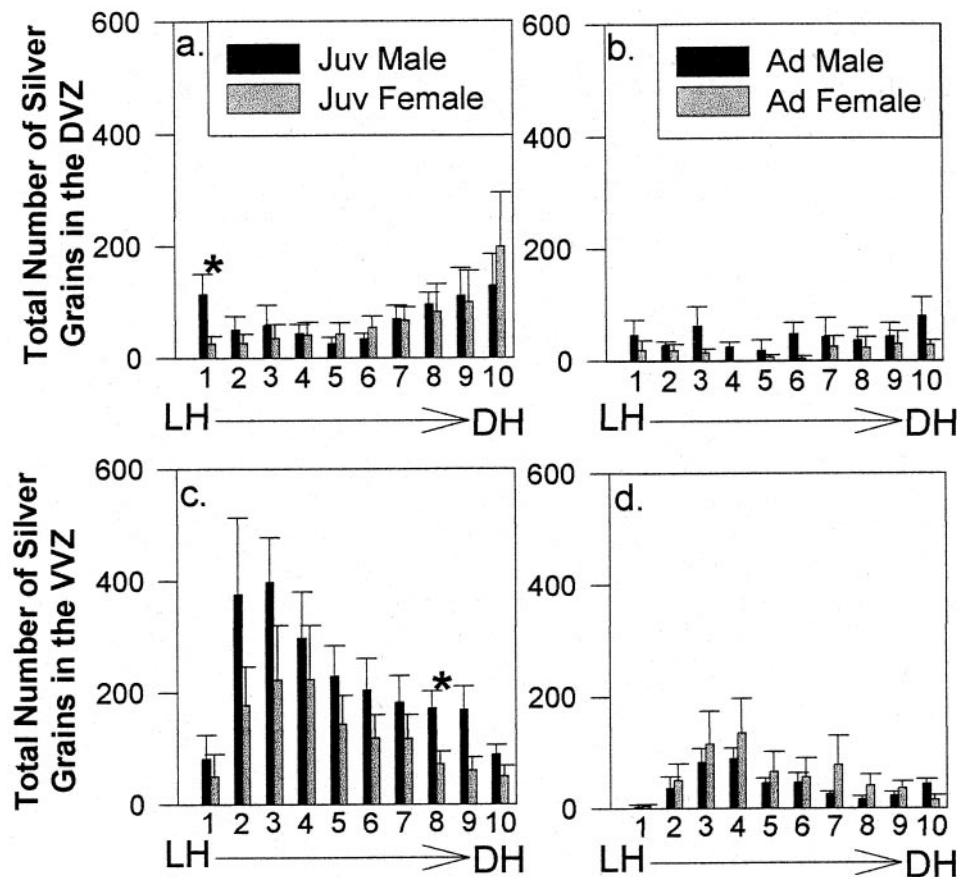 Total Number of Silver
Grains in the DVZ
600
400
200
0
a.
Juv Male
Juv Female
*
1 2 3 4 5 6 7 8 9 10
LH DH
600
400
200
0
b.
Ad Male
Ad Female
1 2 3 4 5 6 7 8 9 10
LH DH
Total Number of Silver
Grains in the VVZ
600
400
200
0
c.
*
1 2 3 4 5 6 7 8 9 10
LH DH
600
400
200
0
d.
1 2 3 4 5 6 7 8 9 10
LH DH